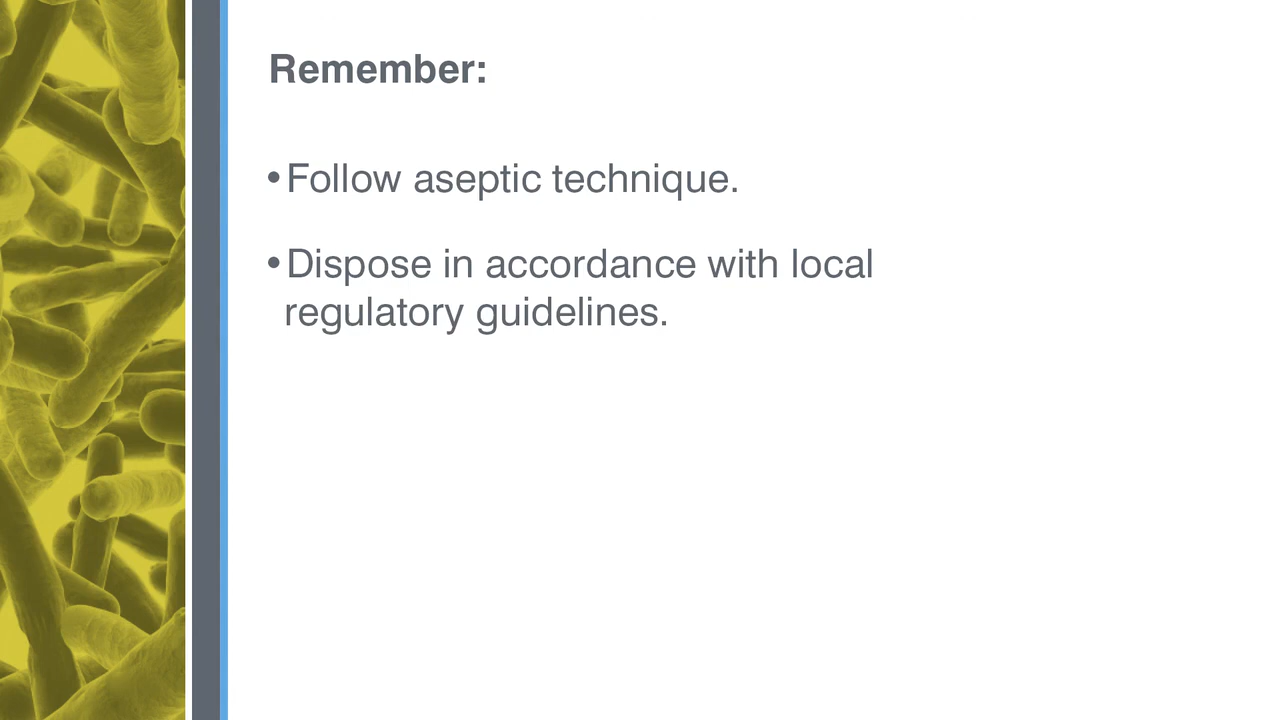 Remember:
•Follow aseptic technique.
•Dispose in accordance with local
regulatory guidelines.